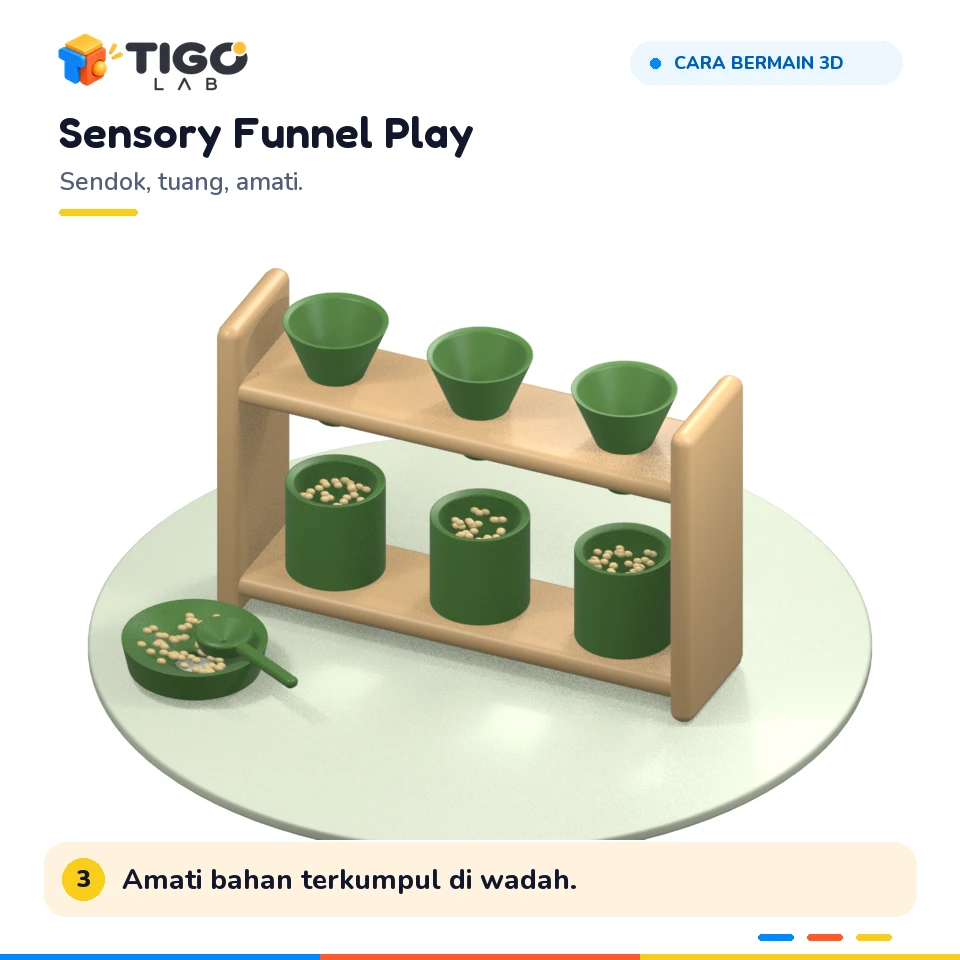 TIGO
LAB
CARA BERMAIN 3D
Sensory Funnel Play
Sendok, tuang, amati.
3 Amati bahan terkumpul di wadah.